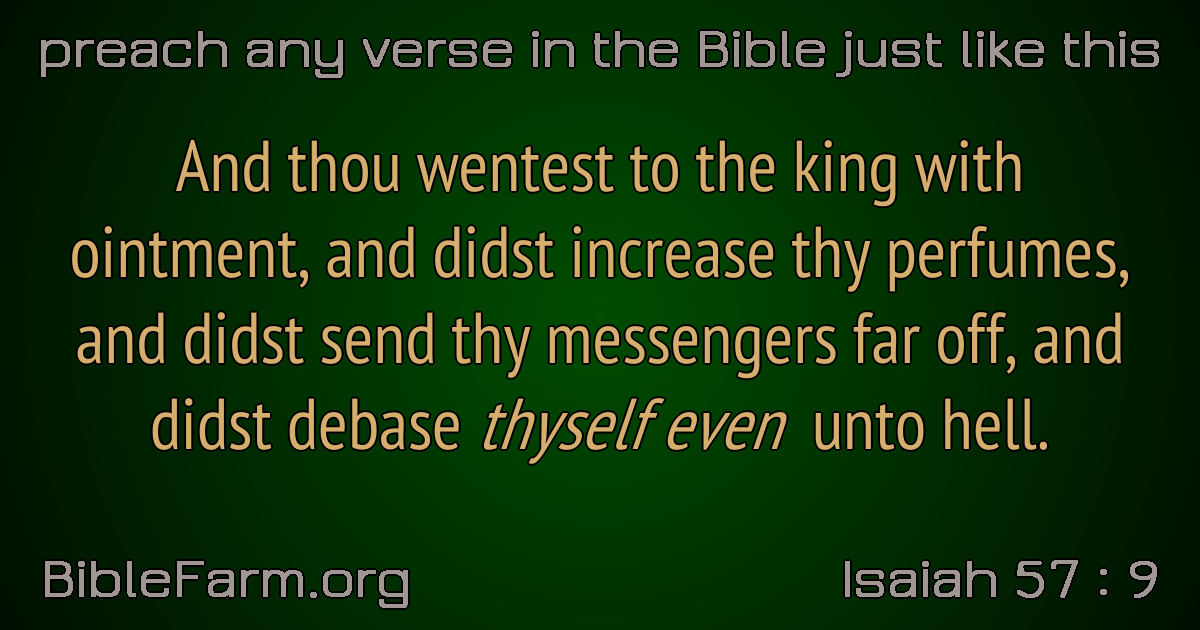 preach any verse in the Bible just like this
And thou wentest to the king with
ointment, and didst increase thy perfumes,
and didst send thy messengers far off, and
didst debase thyself even unto hell.
BibleFarm.org
Isaiah 57 : 9